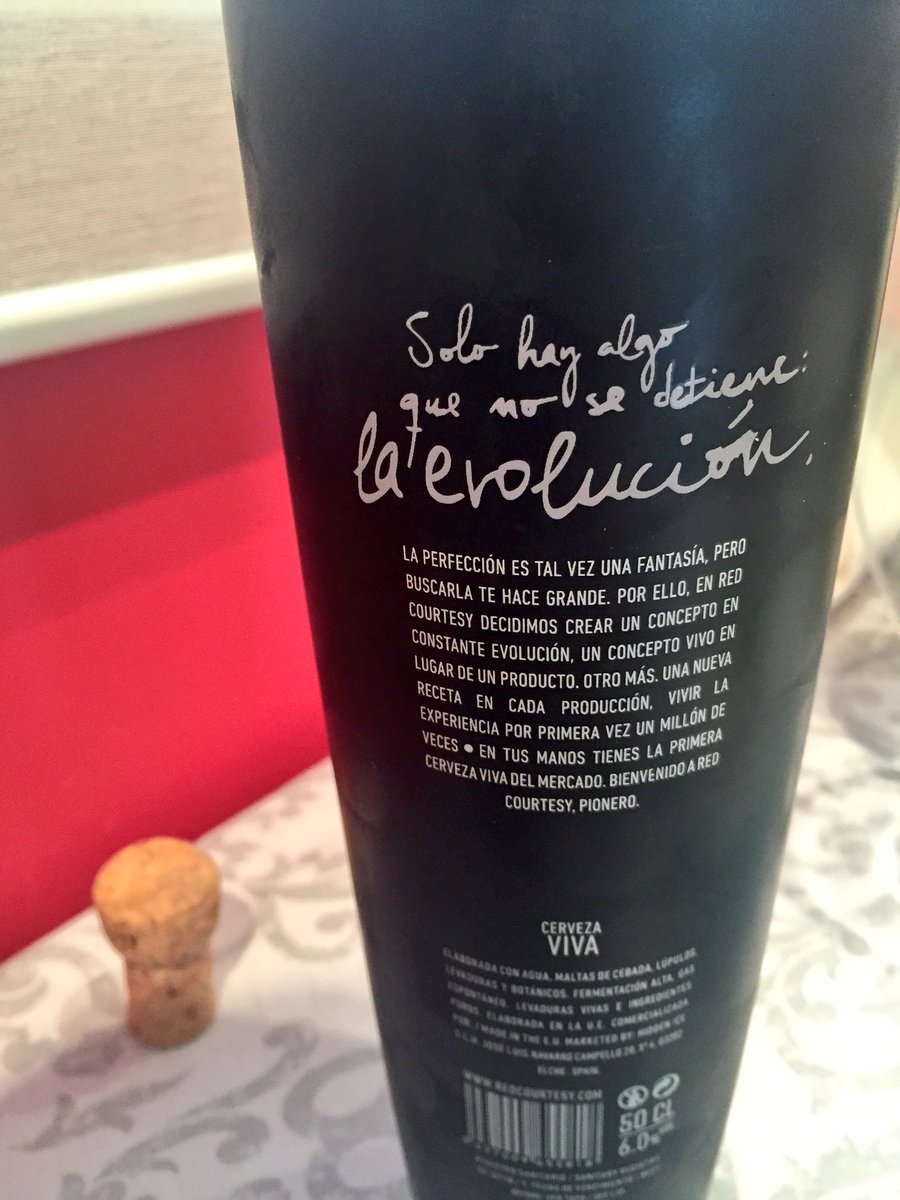 Solo hay algo
que no se detiene:
la evolución.
LA PERFECCIÓN ES TAL VEZ UNA FANTASÍA, PERO
BUSCARLA TE HACE GRANDE. POR ELLO, EN RED
COURTESY DECIDIMOS CREAR UN CONCEPTO EN
CONSTANTE EVOLUCIÓN, UN CONCEPTO VIVO EN
LUGAR DE UN PRODUCTO. OTRO MÁS. UNA NUEVA
RECETA EN CADA PRODUCCIÓN, VIVIR LA
EXPERIENCIA POR PRIMERA VEZ UN MILLÓN DE
VECES • EN TUS MANOS TIENES LA PRIMERA
CERVEZA VIVA DEL MERCADO. BIENVENIDO A RED
COURTESY, PIONERO.
CERVEZA
VIVA
ELABORADA CON AGUA, MALTAS DE CEBADA, LÚPULOS,
LEVADURAS Y BOTÁNICOS. FERMENTACIÓN ALTA, GAS
ESPONTÁNEO. LEVADURAS VIVAS E INGREDIENTES
PUROS. ELABORADA EN LA U.E. COMERCIALIZADA
POR: / MADE IN THE E.U. MARKETED BY: HIDDEN ICE
S.L.U. JOSÉ LUIS NAVARRO CAMPELLO
ELCHE. SPAIN.
WWW.REDCOURTESY.COM
50 CL
6.0%